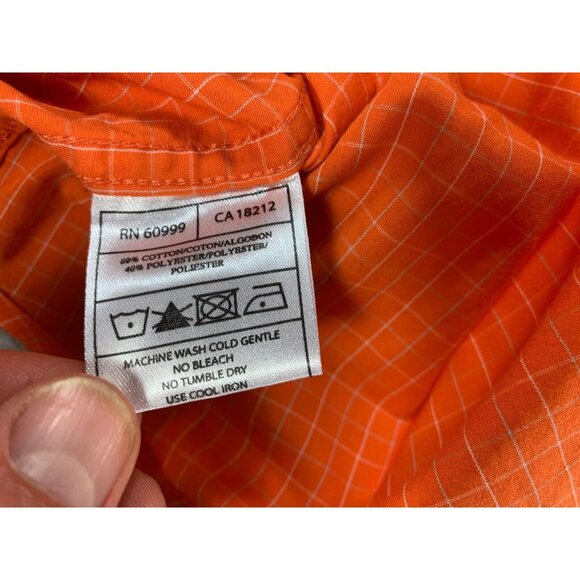 RN 60999
CA 18212
60% COTTON/COTON/ALGODON
40% POLYESTER/POLYESTER/
POLIESTER
MACHINE WASH COLD GENTLE
NO BLEACH
NO TUMBLE DRY
USE COOL IRON